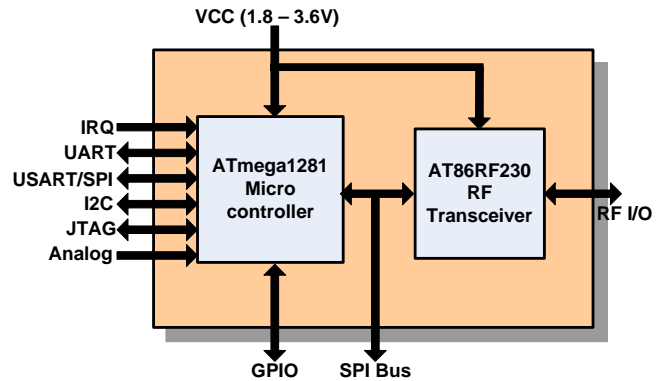 VCC (1.8 – 3.6V)
IRQ
UART
USART/SPI
I2C
JTAG
Analog
ATmega1281
Micro
controller
AT86RF230
RF
Transceiver
RF I/O
GPIO
SPI Bus